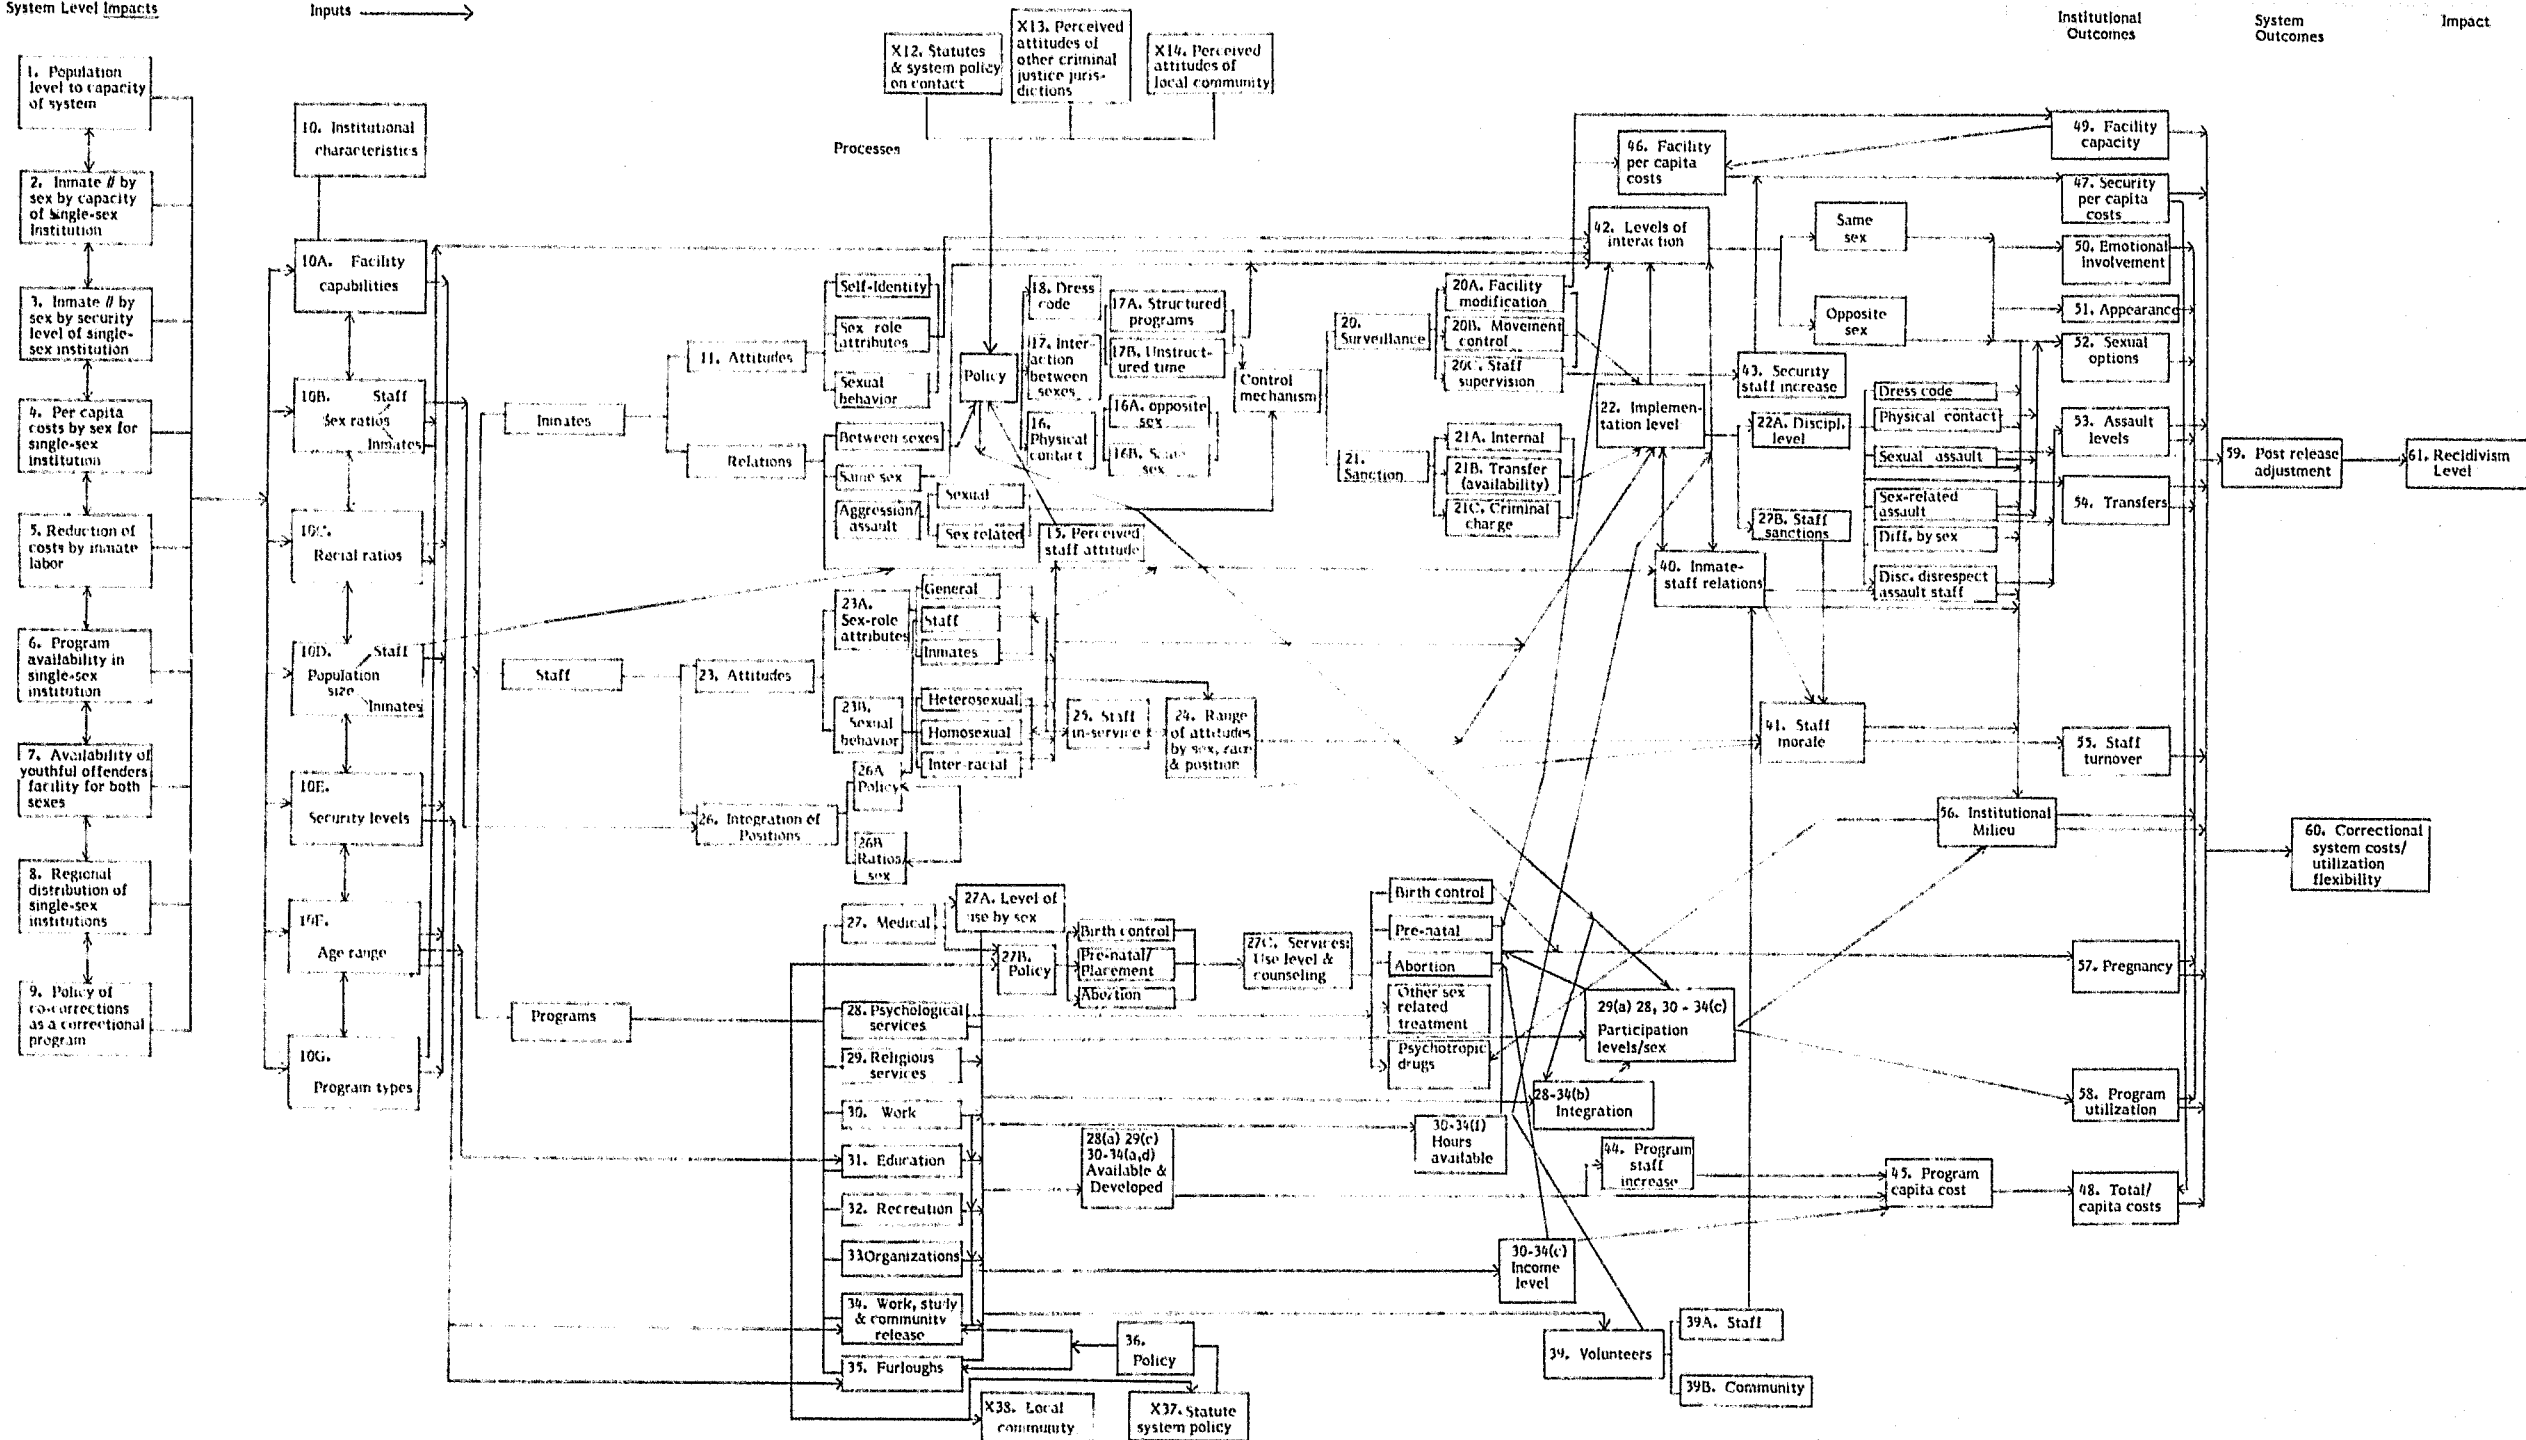 System Level Impacts
Inputs
Processes
Institutional
Outcomes
System
Outcomes
Impact
1. Population
level to capacity
of system
2. Inmate # by
sex by capacity
of single-sex
Institution
3. Inmate # by
sex by security
level of single-
sex institution
4. Per capita
costs by sex for
single-sex
institution
5. Reduction of
costs by inmate
labor
6. Program
availability in
single-sex
institution
7. Availability of
youthful offenders
facility for both
sexes
8. Regional
distribution of
single-sex
institutions
9. Policy of
co-corrections
as a correctional
program
10. Institutional
characteristics
10A. Facility
capabilities
10B. Staff
Sex ratios
Inmates
10C.
Racial ratios
10D. Staff
Population
size
Inmates
10E.
Security levels
10F.
Age range
10G.
Program types
Inmates
Staff
Programs
11. Attitudes
Relations
Self-Identity
Sex role
attributes
Sexual
behavior
Between sexes
Same sex
Aggression/
assault
Sexual
Sex related
X12. Statutes
& system policy
on contact
X13. Perceived
attitudes of
other criminal
justice juris-
dictions
X14. Perceived
attitudes of
local community
Policy
15. Perceived
staff attitude
18. Dress
code
17. Inter-
action
between
sexes
16.
Physical
contact
17A. Structured
programs
17B. Unstruct-
ured time
16A. opposite
sex
16B. Same
sex
Control
mechanism
20.
Surveillance
21.
Sanction
20A. Facility
modification
20B. Movement
control
20C. Staff
supervision
21A. Internal
21B. Transfer
(availability)
21C. Criminal
charge
22. Implemen-
tation level
22A. Discipl.
level
22B. Staff
sanctions
23. Attitudes
23A.
Sex-role
attributes
General
Staff
Inmates
23B.
Sexual
behavior
Heterosexual
Homosexual
Inter-racial
25. Staff
in-service
24. Range
of attitudes
by sex, race
& position
26. Integration of
Positions
26A
Policy
26B
Ratios/
sex
27. Medical
27A. Level of
use by sex
27B.
Policy
Birth control
Pre-natal/
Placement
Abortion
27C. Services:
Use level &
counseling
Birth control
Pre-natal
Abortion
Other sex
related
treatment
Psychotropic
drugs
28. Psychological
services
29. Religious
services
30. Work
31. Education
32. Recreation
33.Organizations
34. Work, study
& community
release
35. Furloughs
36.
Policy
X37. Statute
system policy
X38. Local
community
28(a) 29(c)
30-34(a,d)
Available &
Developed
30-34(f)
Hours
available
28-34(b)
Integration
29(a) 28, 30 - 34(c)
Participation
levels/sex
30-34(c)
Income
level
39. Volunteers
39A. Staff
39B. Community
40. Inmate-
staff relations
41. Staff
morale
42. Levels of
interaction
43. Security
staff increase
44. Program
staff
increase
45. Program
capita cost
46. Facility
per capita
costs
Same
sex
Opposite
sex
Dress code
Physical contact
Sexual assault
Sex-related
assault
Diff. by sex
Disc. disrespect
assault staff
49. Facility
capacity
47. Security
per capita
costs
50. Emotional
involvement
51. Appearance
52. Sexual
options
53. Assault
levels
54. Transfers
55. Staff
turnover
56. Institutional
Milieu
57. Pregnancy
58. Program
utilization
48. Total/
capita costs
59. Post release
adjustment
60. Correctional
system costs/
utilization
flexibility
61. Recidivism
Level